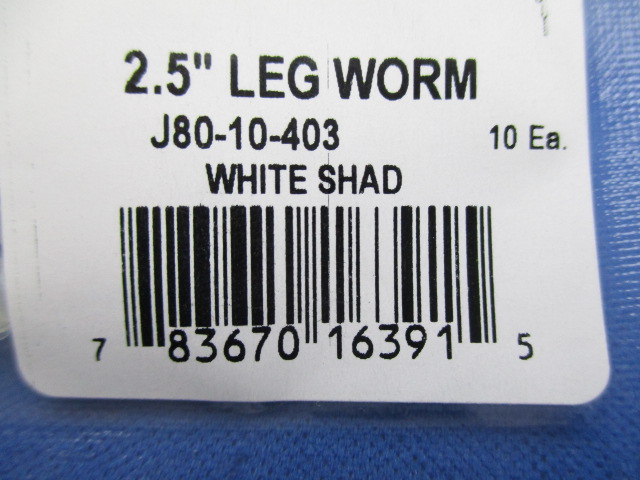 2.5" LEG WORM
J80-10-403 10 Ea.
WHITE SHAD
7 83670 16391 5